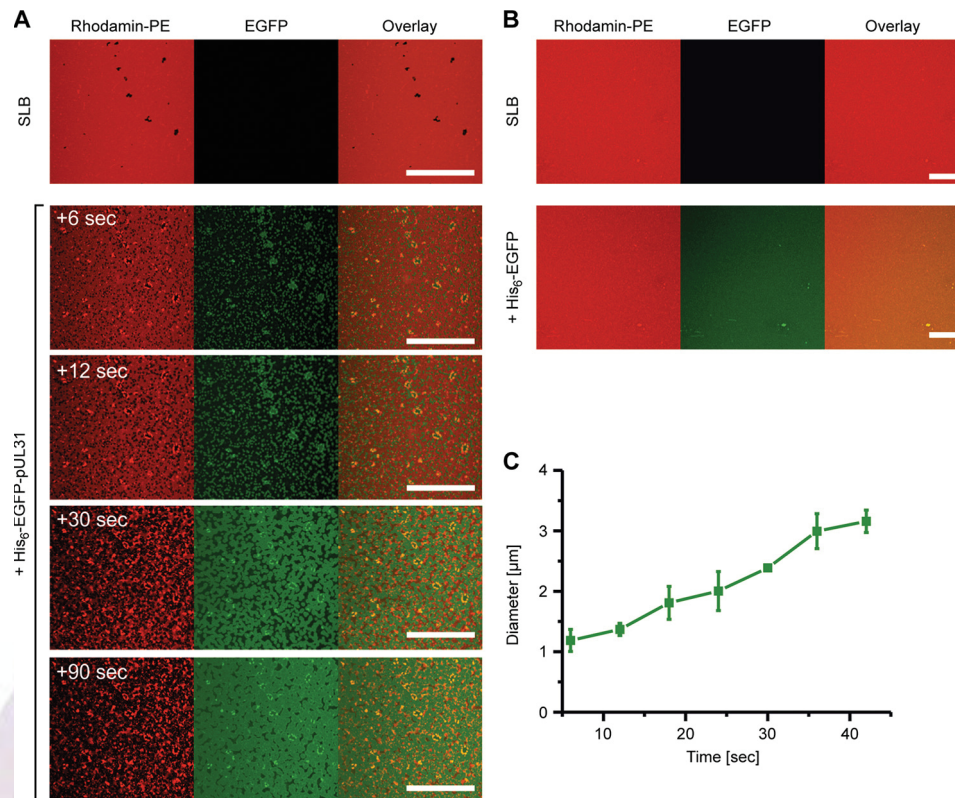 A
Rhodamin-PE EGFP Overlay
SLB
+ His6-EGFP-pUL31
+6 sec
+12 sec
+30 sec
+90 sec
B
Rhodamin-PE EGFP Overlay
SLB
+ His6-EGFP
C
4
3
2
1
0
Diameter [µm]
10 20 30 40
Time [sec]